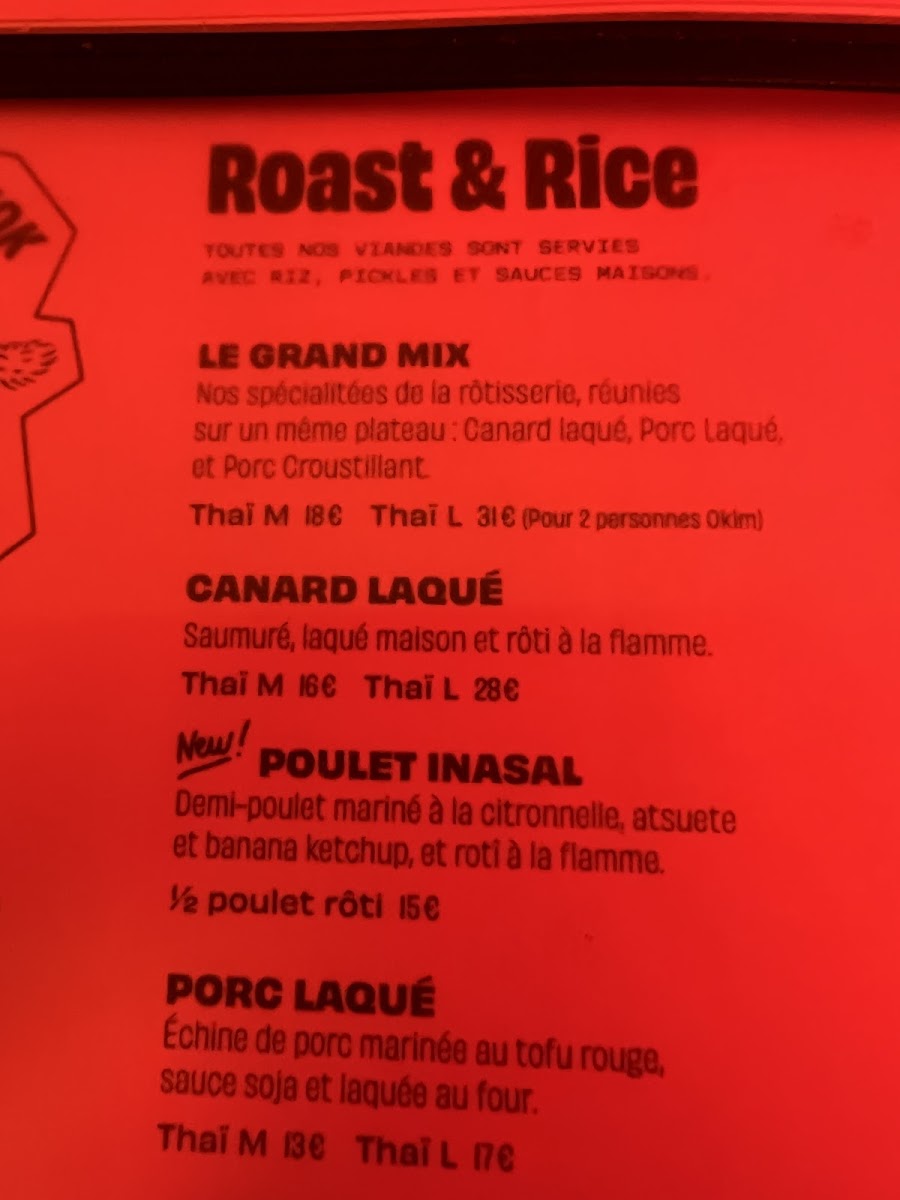 OK
Roast & Rice
TOUTES NOS VIANDES SONT SERVIES
AVEC RIZ, PICKLES ET SAUCES MAISONS.
LE GRAND MIX
Nos spécialitées de la rôtisserie, réunies
sur un même plateau : Canard laqué, Porc Laqué,
et Porc Croustillant.
Thaï M 18€ Thaï L 31€ (Pour 2 personnes Okim)
CANARD LAQUÉ
Saumuré, laqué maison et rôti à la flamme.
Thaï M 16€ Thaï L 28€
New! POULET INASAL
Demi-poulet mariné à la citronnelle, atsuete
et banana ketchup, et roti à la flamme.
½ poulet rôti 15€
PORC LAQUÉ
Échine de porc marinée au tofu rouge,
sauce soja et laquée au four.
Thaï M 13€ Thaï L 17€